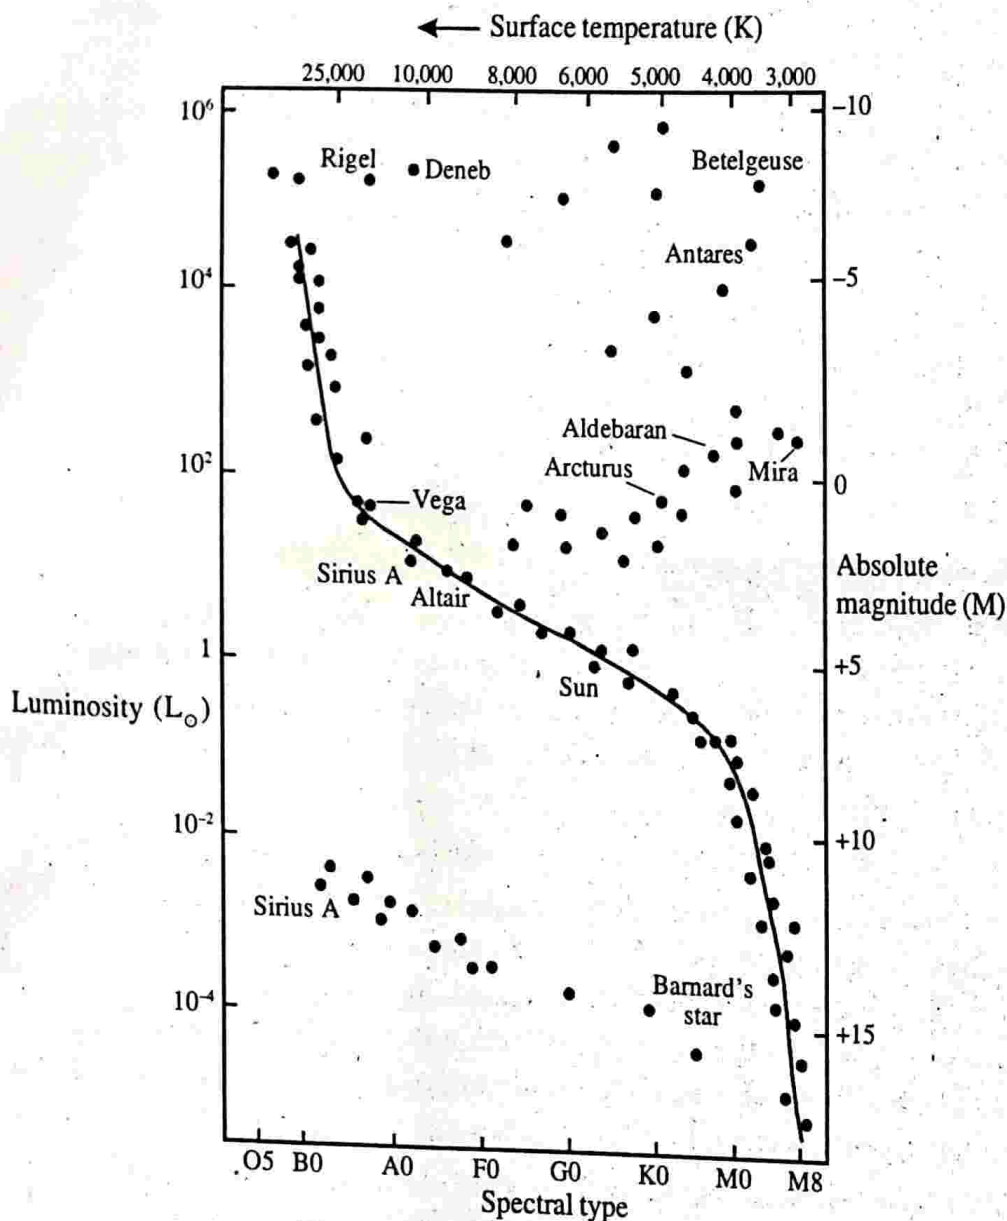 ← Surface temperature (K)
25,000 10,000 8,000 6,000 5,000 4,000 3,000
10⁶ –10
Rigel Deneb Betelgeuse
Antares
10⁴ –5
Aldebaran
Arcturus Mira
10² 0
Vega
Sirius A
Altair
Absolute
magnitude (M)
1 +5
Sun
Luminosity (L⊙)
10⁻² +10
Sirius A
Barnard's
star
10⁻⁴ +15
O5 B0 A0 F0 G0 K0 M0 M8
Spectral type